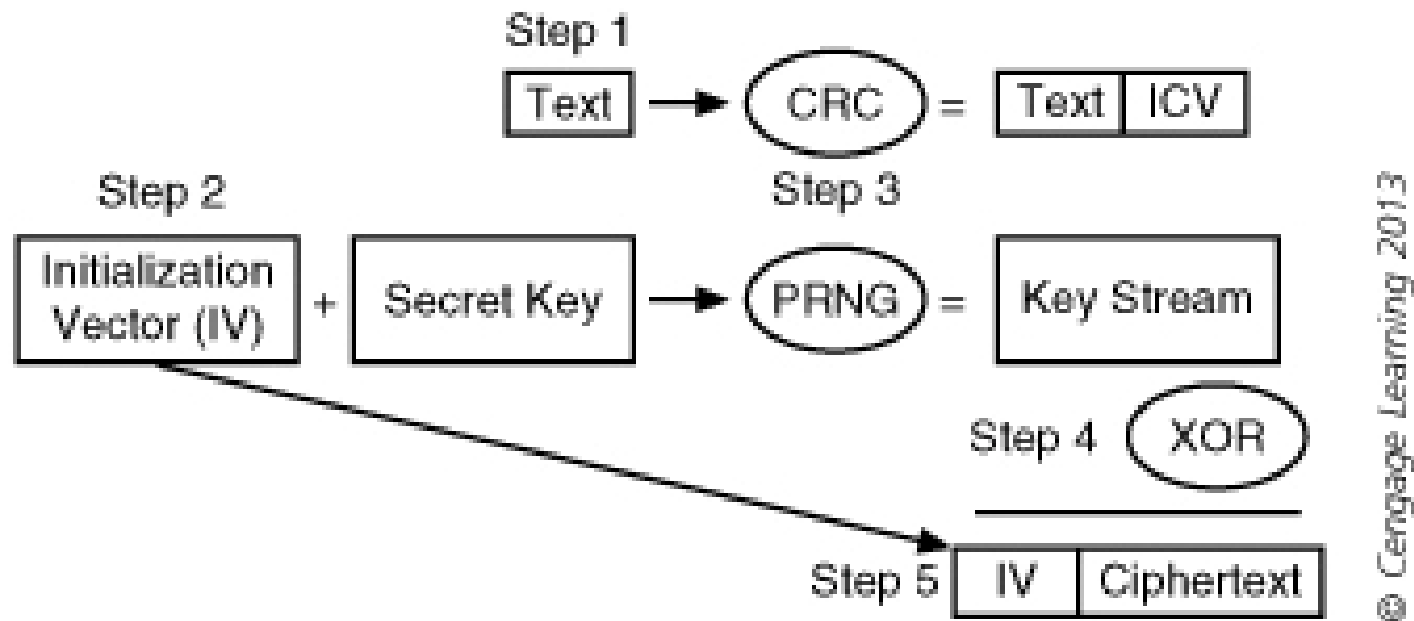 Step 1
Text
CRC
=
Text
ICV
Step 2
Step 3
Initialization
Vector (IV)
+
Secret Key
PRNG
=
Key Stream
Step 4
XOR
Step 5
IV
Ciphertext
© Cengage Learning 2013